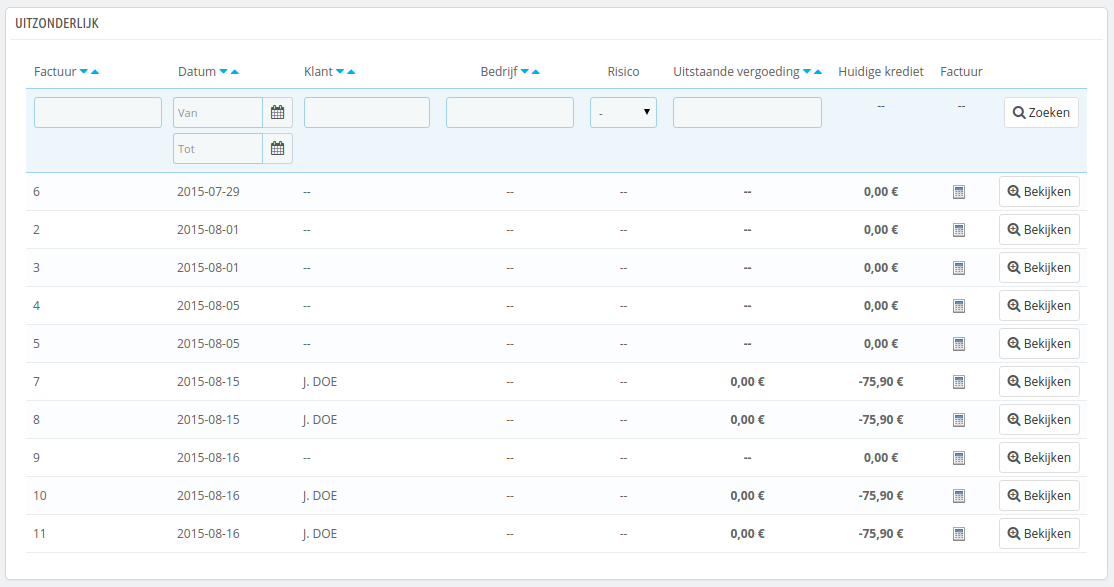 UITZONDERLIJK
Factuur Datum Klant Bedrijf Risico Uitstaande vergoeding Huidige krediet Factuur
Van - -- -- Zoeken
Tot
6 2015-07-29 -- -- -- -- 0,00 € Bekijken
2 2015-08-01 -- -- -- -- 0,00 € Bekijken
3 2015-08-01 -- -- -- -- 0,00 € Bekijken
4 2015-08-05 -- -- -- -- 0,00 € Bekijken
5 2015-08-05 -- -- -- -- 0,00 € Bekijken
7 2015-08-15 J. DOE -- -- 0,00 € -75,90 € Bekijken
8 2015-08-15 J. DOE -- -- 0,00 € -75,90 € Bekijken
9 2015-08-16 -- -- -- -- 0,00 € Bekijken
10 2015-08-16 J. DOE -- -- 0,00 € -75,90 € Bekijken
11 2015-08-16 J. DOE -- -- 0,00 € -75,90 € Bekijken